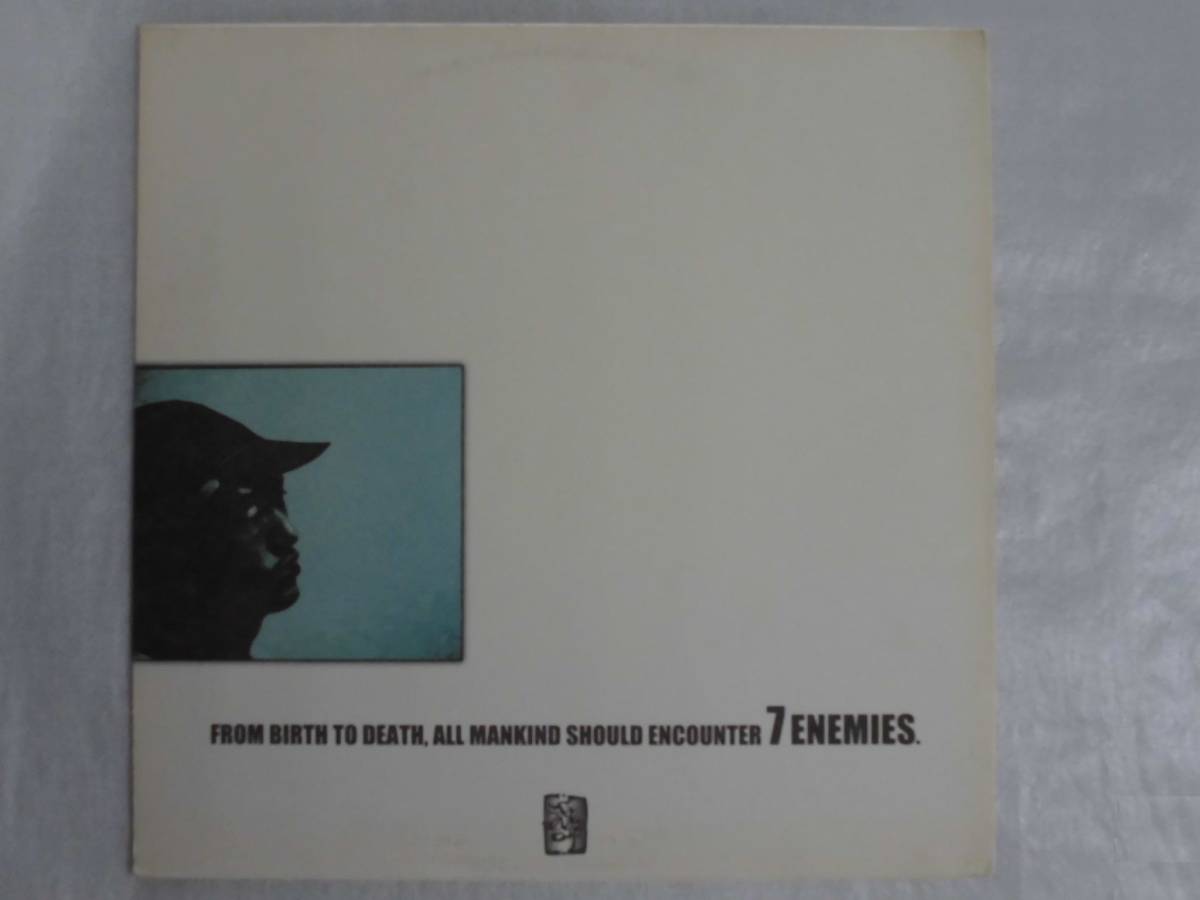 FROM BIRTH TO DEATH, ALL MANKIND SHOULD ENCOUNTER 7 ENEMIES.